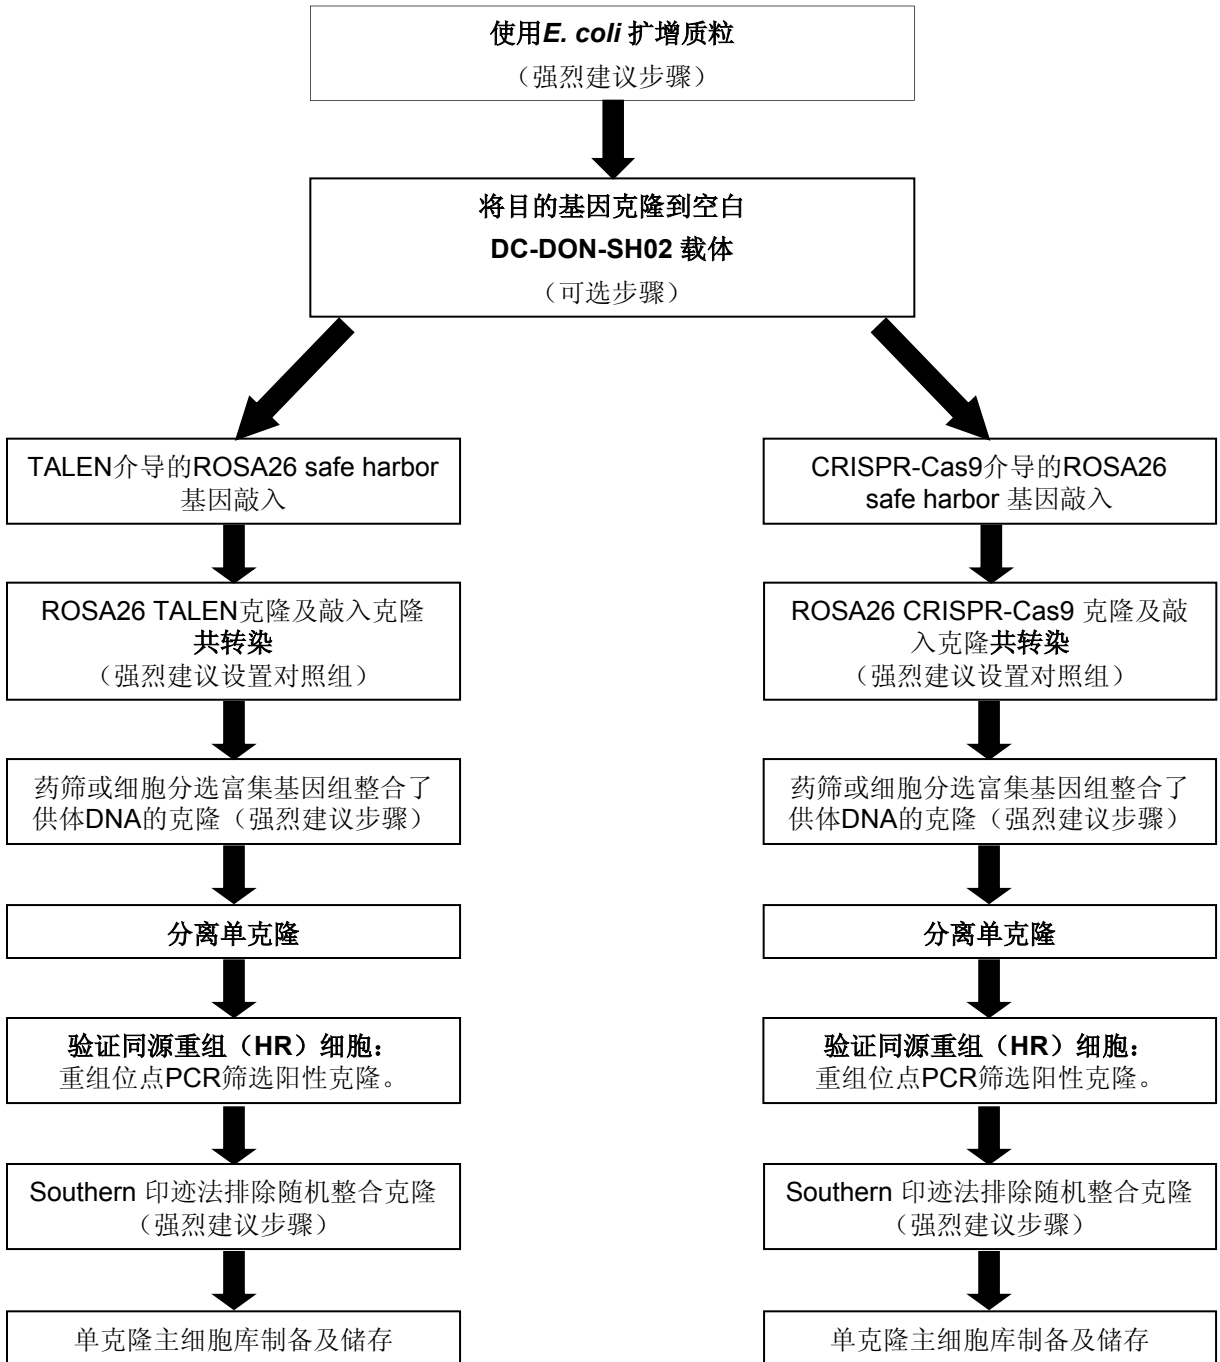 使用E. coli 扩增质粒
（强烈建议步骤）
将目的基因克隆到空白
DC-DON-SH02 载体
（可选步骤）
TALEN介导的ROSA26 safe harbor
基因敲入
ROSA26 TALEN克隆及敲入克隆
共转染
（强烈建议设置对照组）
药筛或细胞分选富集基因组整合了
供体DNA的克隆（强烈建议步骤）
分离单克隆
验证同源重组（HR）细胞：
重组位点PCR筛选阳性克隆。
Southern 印迹法排除随机整合克隆
（强烈建议步骤）
单克隆主细胞库制备及储存
CRISPR-Cas9介导的ROSA26
safe harbor 基因敲入
ROSA26 CRISPR-Cas9 克隆及敲
入克隆共转染
（强烈建议设置对照组）
药筛或细胞分选富集基因组整合了
供体DNA的克隆（强烈建议步骤）
分离单克隆
验证同源重组（HR）细胞：
重组位点PCR筛选阳性克隆。
Southern 印迹法排除随机整合克隆
（强烈建议步骤）
单克隆主细胞库制备及储存